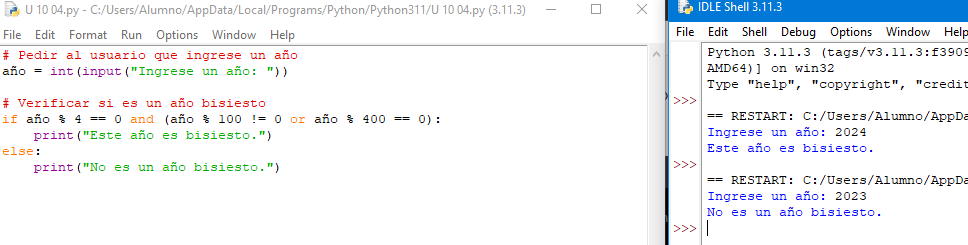 U 10 04.py - C:/Users/Alumno/AppData/Local/Programs/Python/Python311/U 10 04.py (3.11.3)
File Edit Format Run Options Window Help
# Pedir al usuario que ingrese un año
año = int(input("Ingrese un año: "))
# Verificar si es un año bisiesto
if año % 4 == 0 and (año % 100 != 0 or año % 400 == 0):
    print("Este año es bisiesto.")
else:
    print("No es un año bisiesto.")
IDLE Shell 3.11.3
File Edit Shell Debug Options Window Help
Python 3.11.3 (tags/v3.11.3:f3909
AMD64)] on win32
Type "help", "copyright", "credit
>>>
== RESTART: C:/Users/Alumno/AppDa
Ingrese un año: 2024
Este año es bisiesto.
>>>
== RESTART: C:/Users/Alumno/AppDa
Ingrese un año: 2023
No es un año bisiesto.
>>>